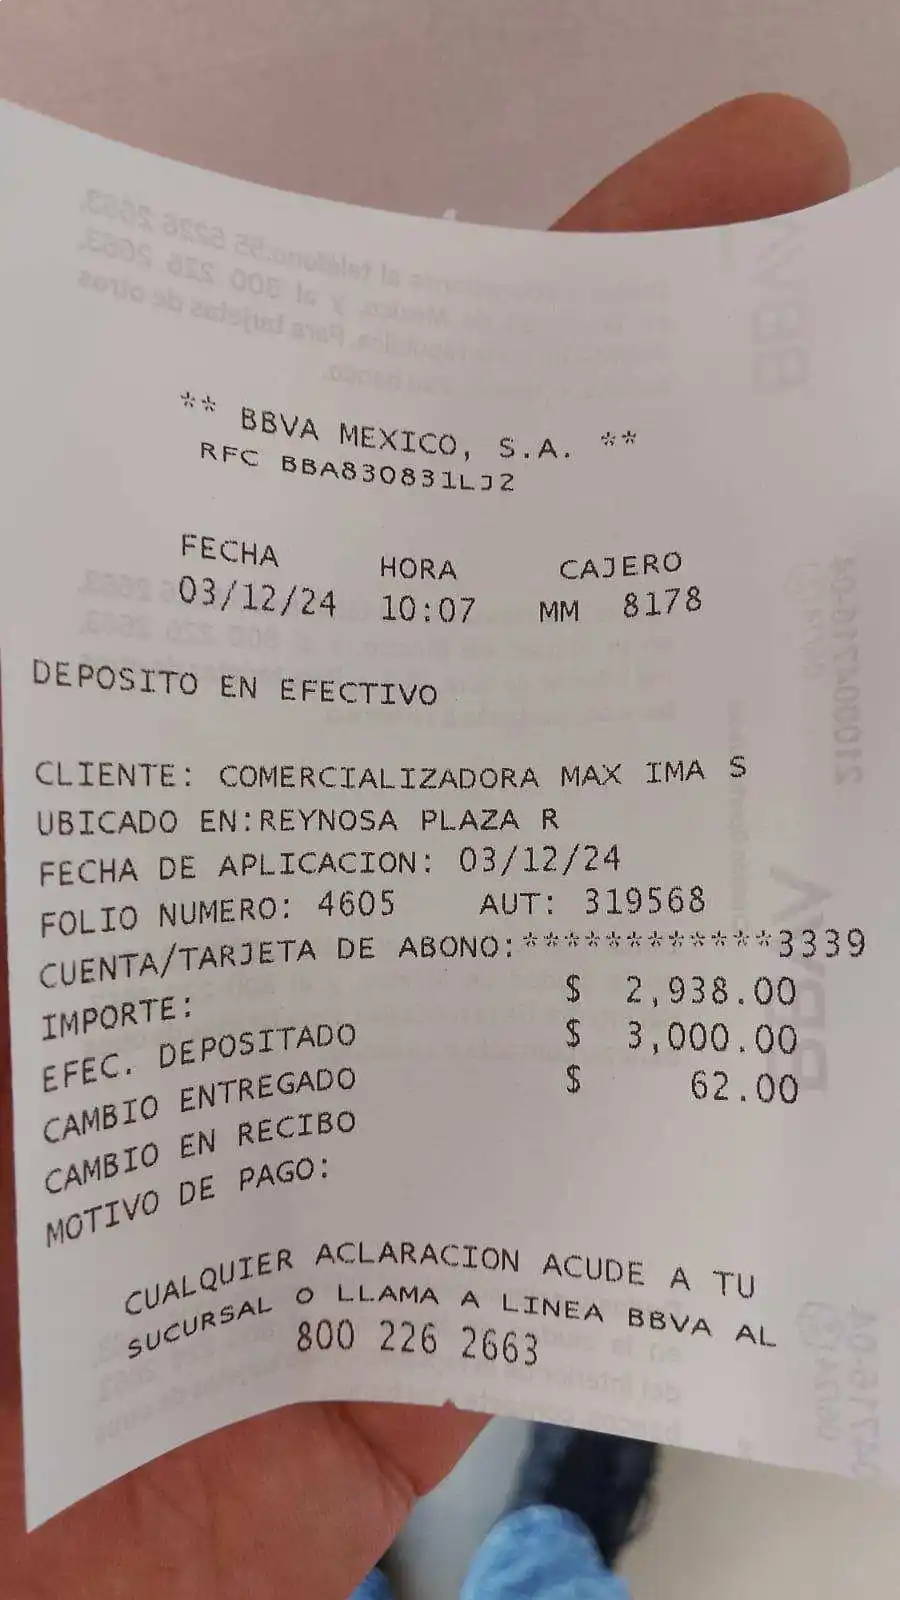 ** BBVA MEXICO, S.A. **
RFC BBA830831LJ2
FECHA HORA CAJERO
03/12/24 10:07 MM 8178
DEPOSITO EN EFECTIVO
CLIENTE: COMERCIALIZADORA MAX IMA S
UBICADO EN:REYNOSA PLAZA R
FECHA DE APLICACION: 03/12/24
FOLIO NUMERO: 4605 AUT: 319568
CUENTA/TARJETA DE ABONO:************3339
IMPORTE: $ 2,938.00
EFEC. DEPOSITADO $ 3,000.00
CAMBIO ENTREGADO $ 62.00
CAMBIO EN RECIBO
MOTIVO DE PAGO:
CUALQUIER ACLARACION ACUDE A TU
SUCURSAL O LLAMA A LINEA BBVA AL
800 226 2663